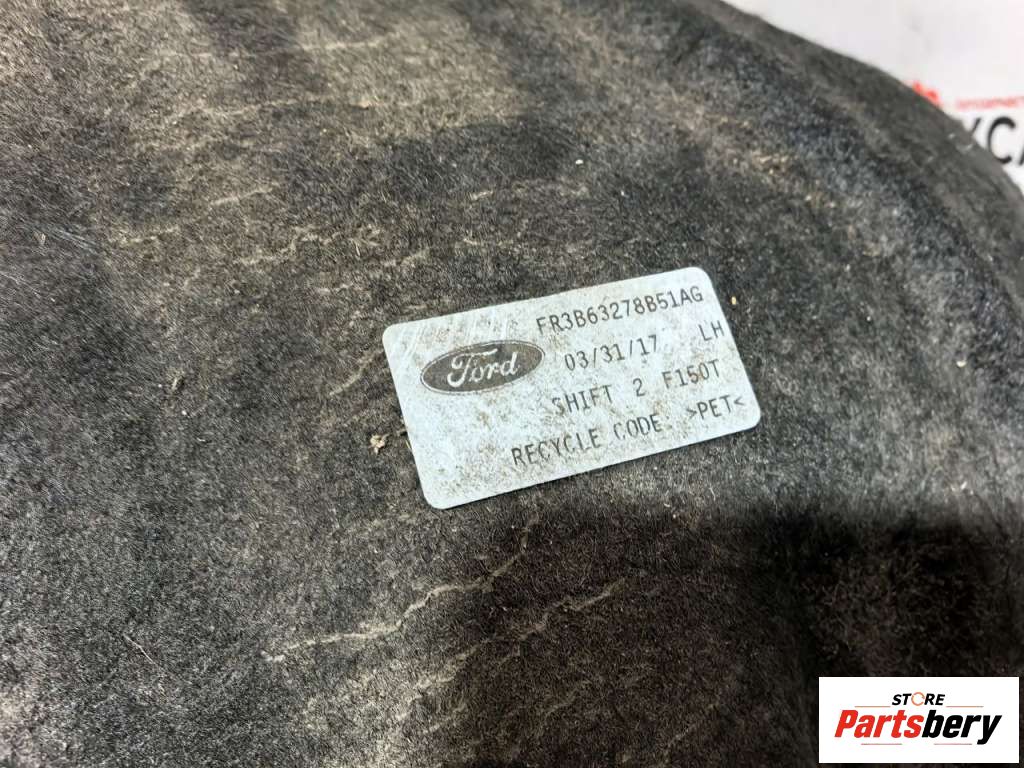 FR3B63278B51AG
Ford 03/31/17 LH
SHIFT 2 F150T
RECYCLE CODE >PET<
STORE
Partsbery